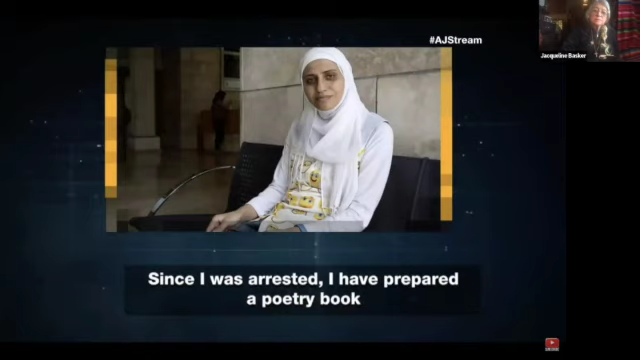 #AJStream
Jacqueline Basker
Since I was arrested, I have prepared
a poetry book